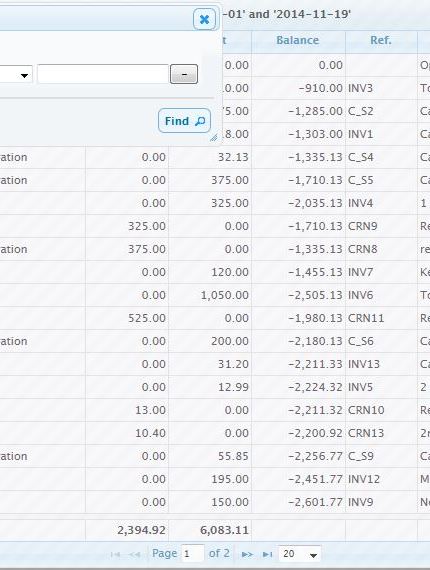 -01' and '2014-11-19'
t Balance Ref.
0.00 0.00 Op
.0.00 -910.00 INV3 To
75.00 -1,285.00 C_S2 Ca
.8.00 -1,303.00 INV1 Ca
–
Find
ration 0.00 32.13 -1,335.13 C_S4 Ca
ration 0.00 375.00 -1,710.13 C_S5 Ca
0.00 325.00 -2,035.13 INV4 1
325.00 0.00 -1,710.13 CRN9 Re
ration 375.00 0.00 -1,335.13 CRN8 re
0.00 120.00 -1,455.13 INV7 Ke
0.00 1,050.00 -2,505.13 INV6 To
525.00 0.00 -1,980.13 CRN11 Re
ration 0.00 200.00 -2,180.13 C_S6 Ca
0.00 31.20 -2,211.33 INV13 Ca
0.00 12.99 -2,224.32 INV5 2
13.00 0.00 -2,211.32 CRN10 Re
10.40 0.00 -2,200.92 CRN13 2n
ration 0.00 55.85 -2,256.77 C_S9 Ca
0.00 195.00 -2,451.77 INV12 M
0.00 150.00 -2,601.77 INV9 Ne
2,394.92 6,083.11
Page 1 of 2 20